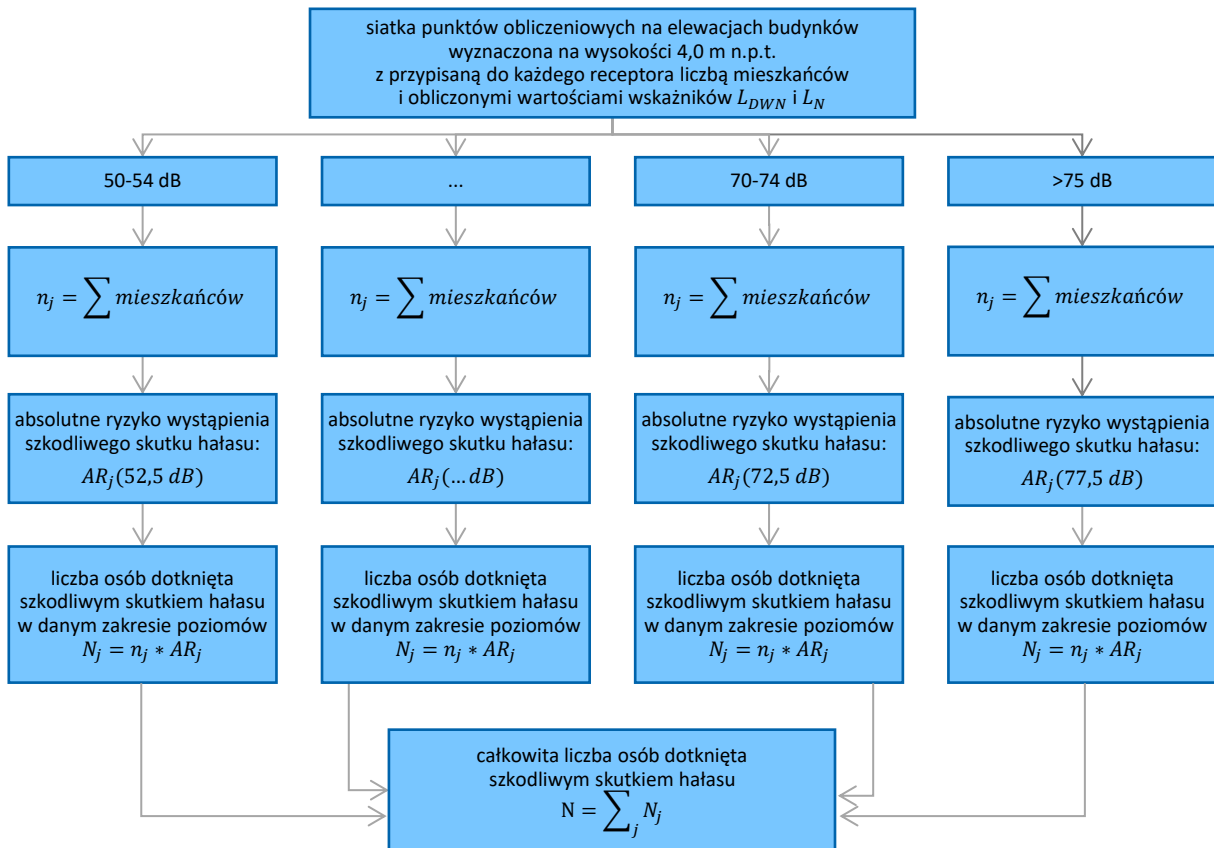 siatka punktów obliczeniowych na elewacjach budynków
wyznaczona na wysokości 4,0 m n.p.t.
z przypisaną do każdego receptora liczbą mieszkańców
i obliczonymi wartościami wskażników L_{DWN} i L_N
50-54 dB
...
70-74 dB
>75 dB
n_j = ∑ mieszkańców
n_j = ∑ mieszkańców
n_j = ∑ mieszkańców
n_j = ∑ mieszkańców
absolutne ryzyko wystąpienia
szkodliwego skutku hałasu:
AR_j(52,5 dB)
absolutne ryzyko wystąpienia
szkodliwego skutku hałasu:
AR_j(… dB)
absolutne ryzyko wystąpienia
szkodliwego skutku hałasu:
AR_j(72,5 dB)
absolutne ryzyko wystąpienia
szkodliwego skutku hałasu:
AR_j(77,5 dB)
liczba osób dotknięta
szkodliwym skutkiem hałasu
w danym zakresie poziomów
N_j = n_j * AR_j
liczba osób dotknięta
szkodliwym skutkiem hałasu
w danym zakresie poziomów
N_j = n_j * AR_j
liczba osób dotknięta
szkodliwym skutkiem hałasu
w danym zakresie poziomów
N_j = n_j * AR_j
liczba osób dotknięta
szkodliwym skutkiem hałasu
w danym zakresie poziomów
N_j = n_j * AR_j
całkowita liczba osób dotknięta
szkodliwym skutkiem hałasu
N = ∑_j N_j